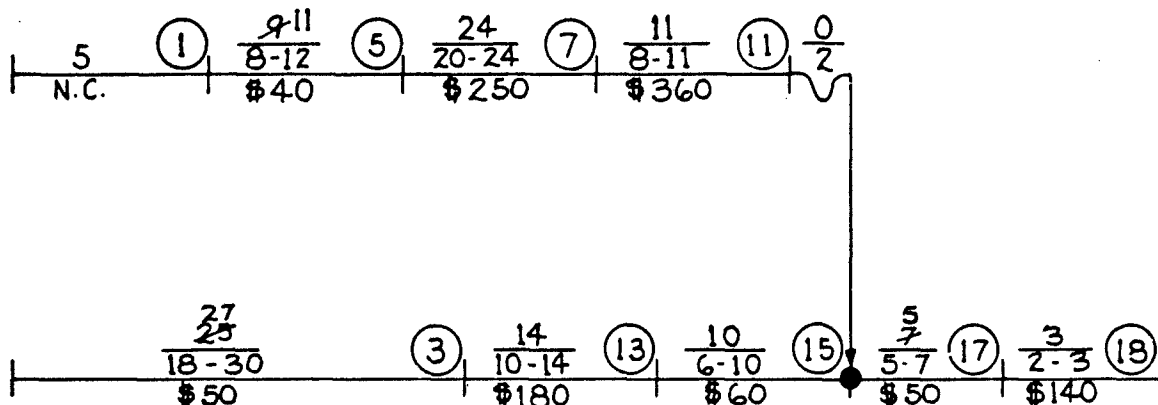 5 ① 9 11 ⑤ 24 ⑦ 11 ⑪ 0
8-12 20-24 8-11 2
N.C. $40 $250 $360
27 5
25 ③ 14 ⑬ 10 ⑮ 7 ⑰ 3 ⑱
18-30 10-14 6-10 5-7 2-3
$50 $180 $60 $50 $140